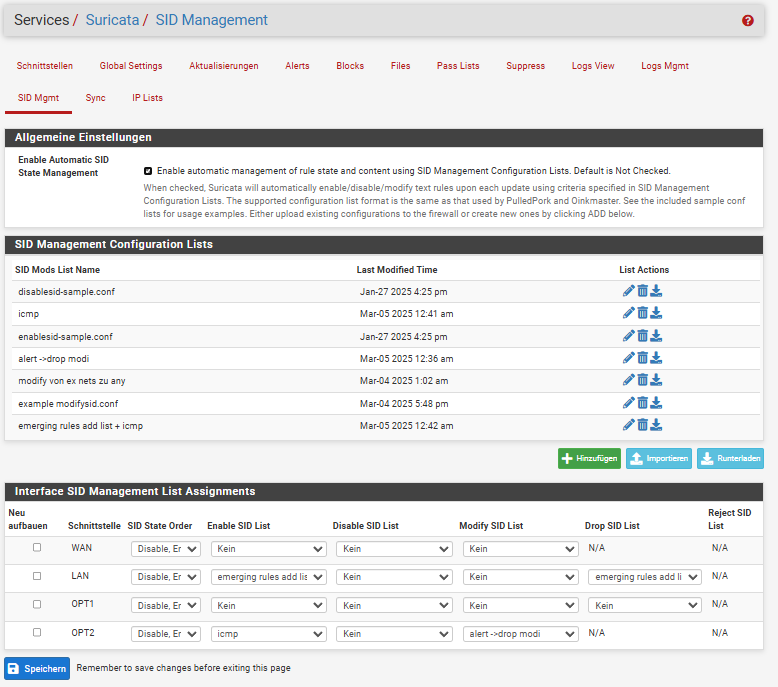 Services / Suricata / SID Management
Schnittstellen Global Settings Aktualisierungen Alerts Blocks Files Pass Lists Suppress Logs View Logs Mgmt
SID Mgmt Sync IP Lists
Allgemeine Einstellungen
Enable Automatic SID State Management
Enable automatic management of rule state and content using SID Management Configuration Lists. Default is Not Checked.
When checked, Suricata will automatically enable/disable/modify text rules upon each update using criteria specified in SID Management
Configuration Lists. The supported configuration list format is the same as that used by PulledPork and Oinkmaster. See the included sample conf
lists for usage examples. Either upload existing configurations to the firewall or create new ones by clicking ADD below.
SID Management Configuration Lists
SID Mods List Name Last Modified Time List Actions
disablesid-sample.conf Jan-27 2025 4:25 pm
icmp Mar-05 2025 12:41 am
enablesid-sample.conf Jan-27 2025 4:25 pm
alert ->drop modi Mar-05 2025 12:36 am
modify von ex nets zu any Mar-04 2025 1:02 am
example modifysid.conf Mar-04 2025 5:48 pm
emerging rules add list + icmp Mar-05 2025 12:42 am
Hinzufügen Importieren Runterladen
Interface SID Management List Assignments
Neu aufbauen Schnittstelle SID State Order Enable SID List Disable SID List Modify SID List Drop SID List Reject SID List
WAN Disable, Er Kein Kein Kein N/A N/A
LAN Disable, Er emerging rules add lis Kein Kein emerging rules add li N/A
OPT1 Disable, Er Kein Kein Kein Kein N/A
OPT2 Disable, Er icmp Kein alert ->drop modi N/A N/A
Speichern Remember to save changes before exiting this page